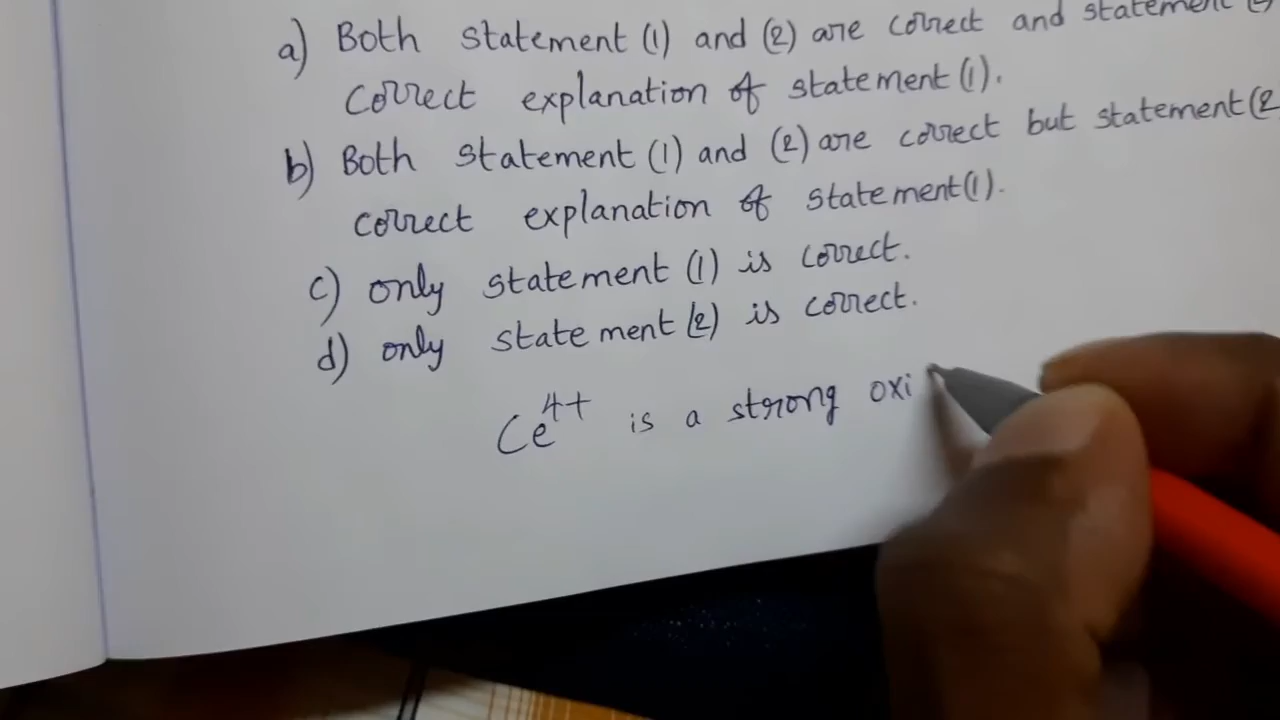 a) Both statement (1) and (2) are correct and statement
correct explanation of statement (1).
b) Both statement (1) and (2) are correct but statement (2
correct explanation of statement (1).
c) only statement (1) is correct.
d) only statement (2) is correct.
Ce4+ is a strong oxi